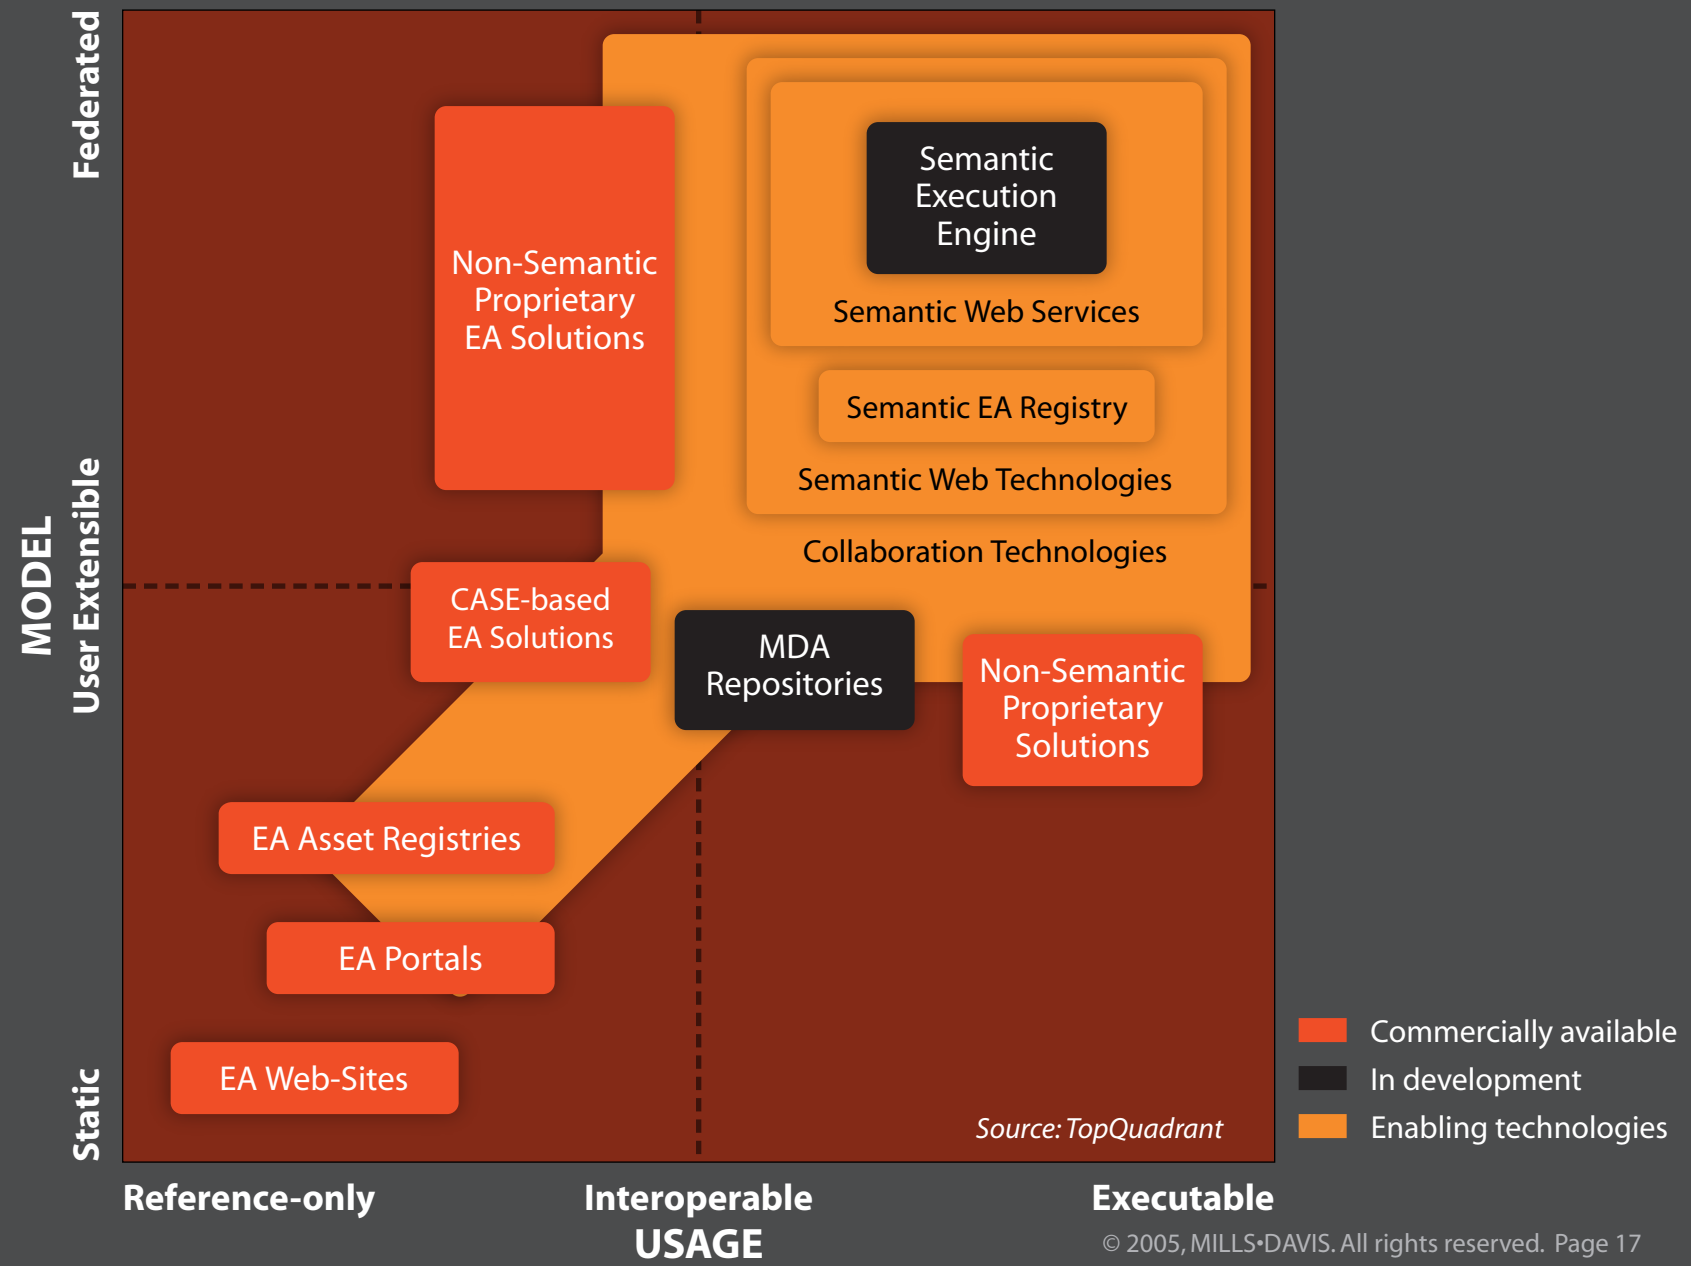 Federated
Semantic
Execution
Engine
Non-Semantic
Proprietary
EA Solutions
Semantic Web Services
Semantic EA Registry
Semantic Web Technologies
Collaboration Technologies
MODEL
User Extensible
CASE-based
EA Solutions
MDA
Repositories
Non-Semantic
Proprietary
Solutions
EA Asset Registries
EA Portals
EA Web-Sites
Static
Source: TopQuadrant
Commercially available
In development
Enabling technologies
Reference-only
Interoperable
Executable
USAGE
© 2005, MILLS•DAVIS. All rights reserved. Page 17